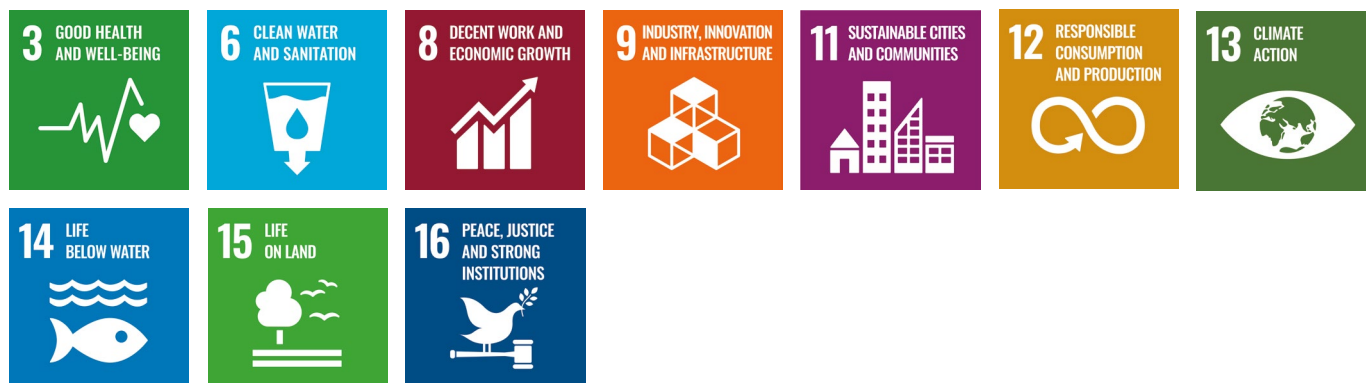 3 GOOD HEALTH
AND WELL-BEING
6 CLEAN WATER
AND SANITATION
8 DECENT WORK AND
ECONOMIC GROWTH
9 INDUSTRY, INNOVATION
AND INFRASTRUCTURE
11 SUSTAINABLE CITIES
AND COMMUNITIES
12 RESPONSIBLE
CONSUMPTION
AND PRODUCTION
13 CLIMATE
ACTION
14 LIFE
BELOW WATER
15 LIFE
ON LAND
16 PEACE, JUSTICE
AND STRONG
INSTITUTIONS